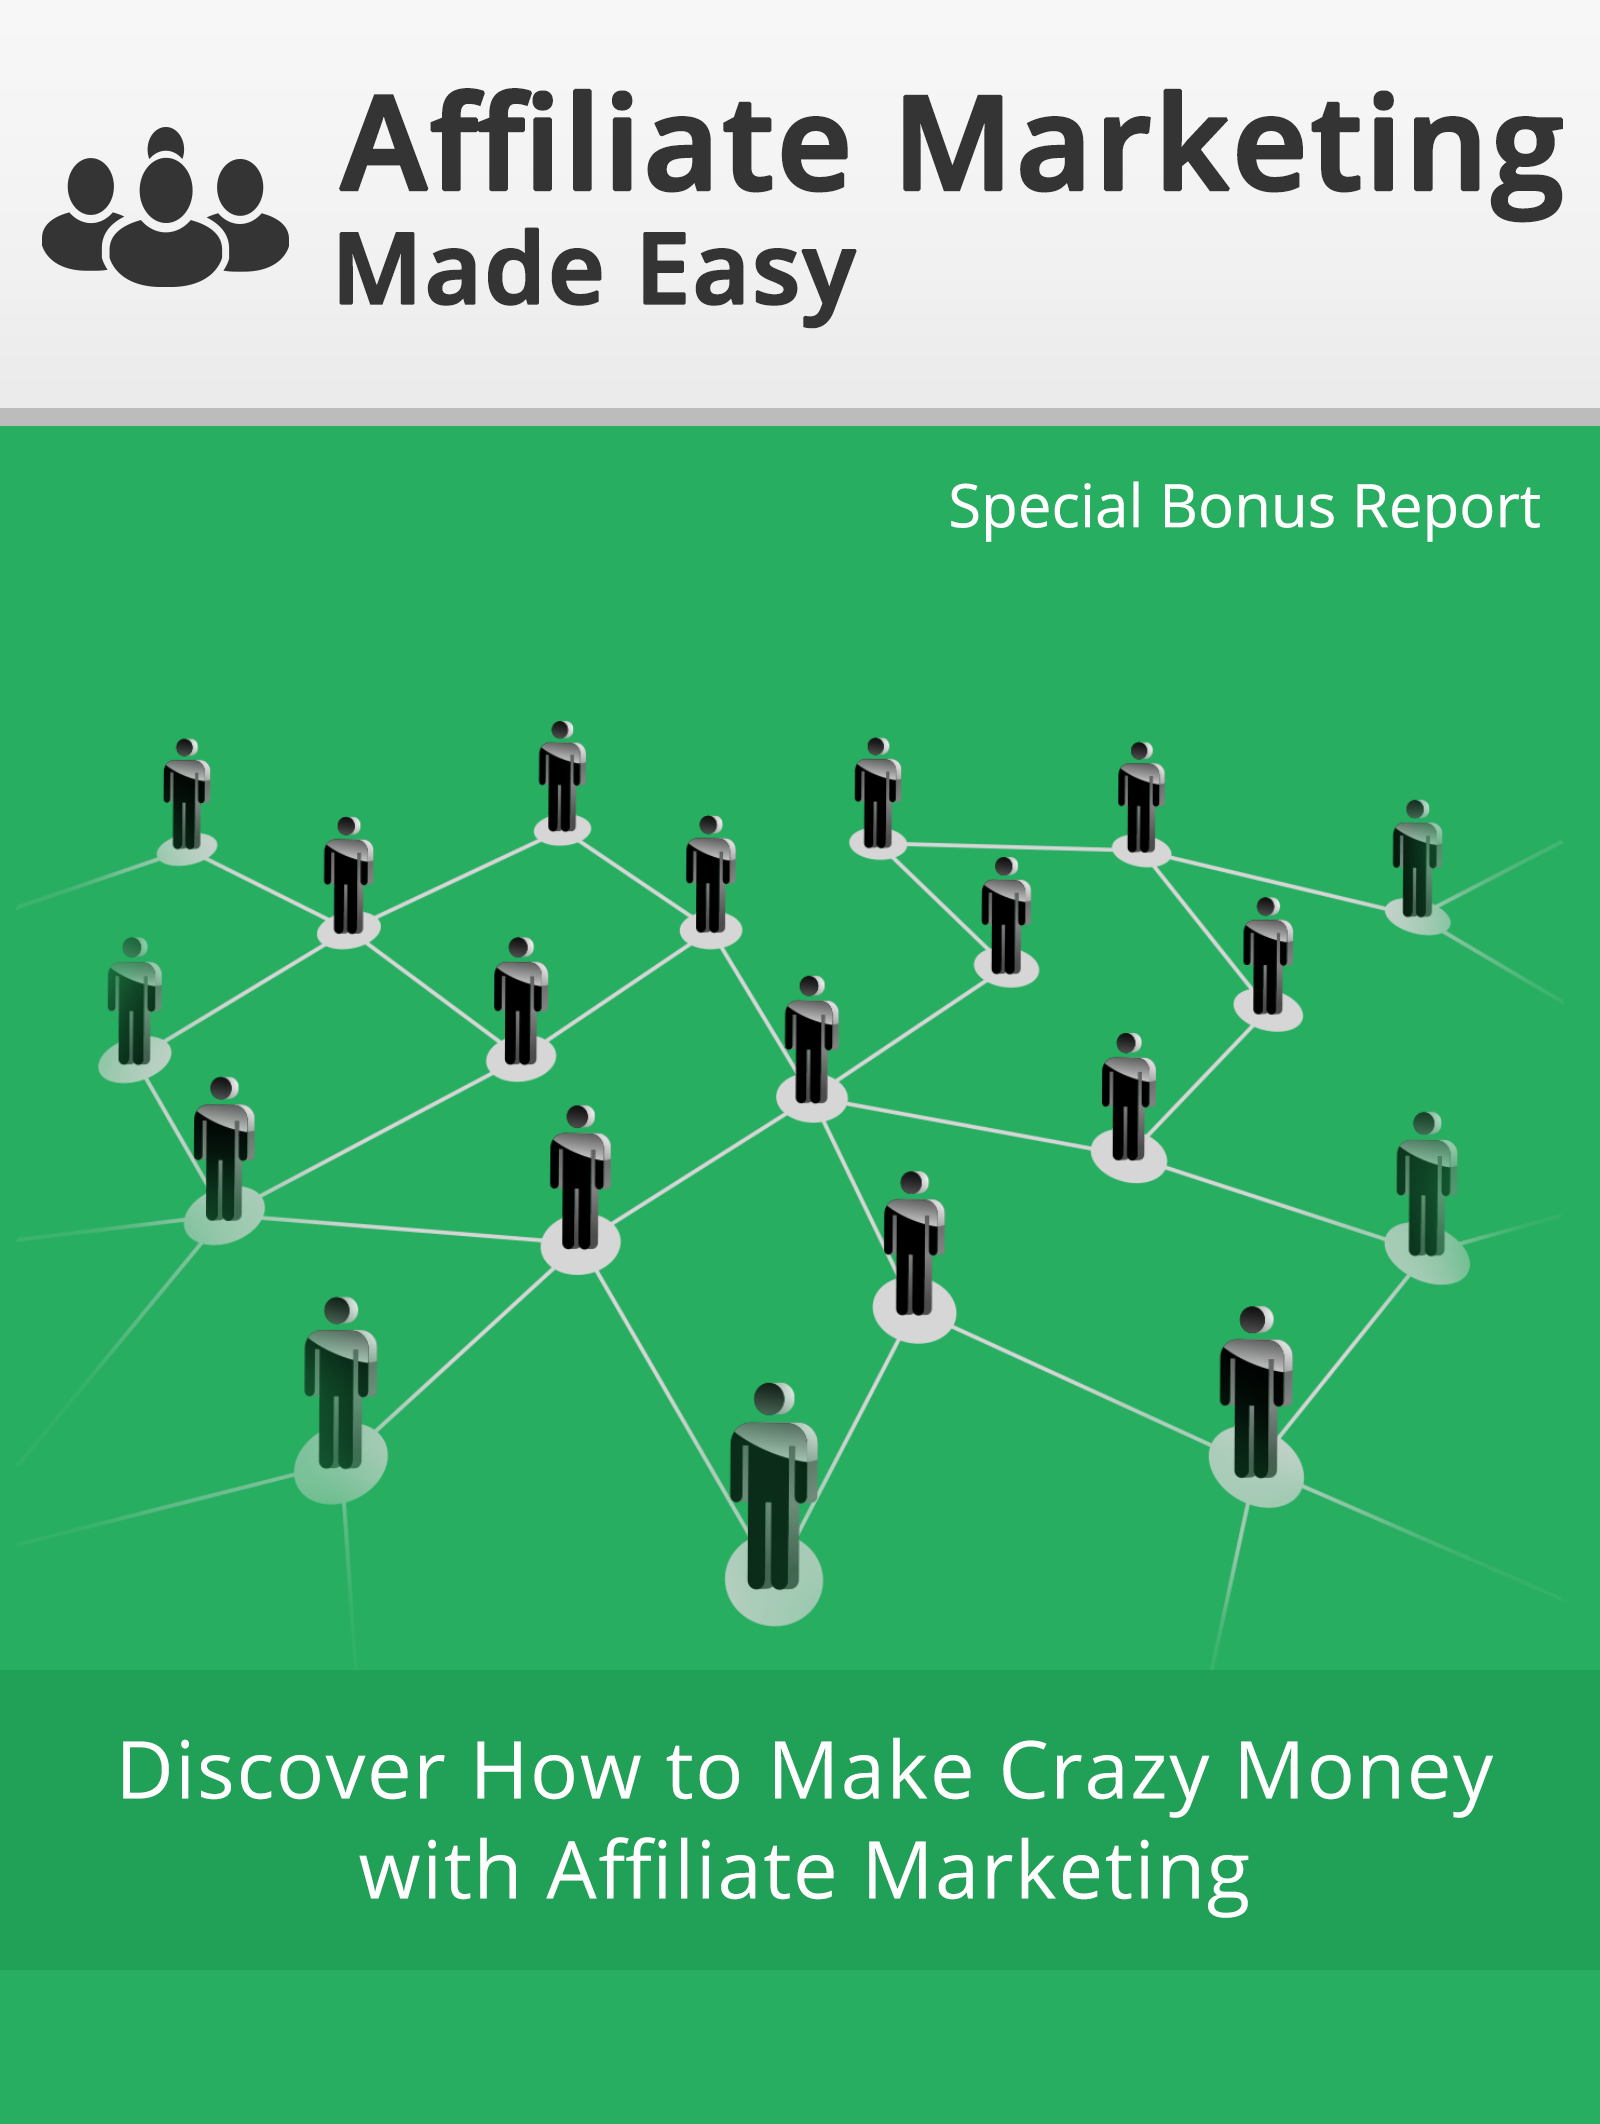 Affiliate Marketing
Made Easy
Special Bonus Report
Discover How to Make Crazy Money
with Affiliate Marketing